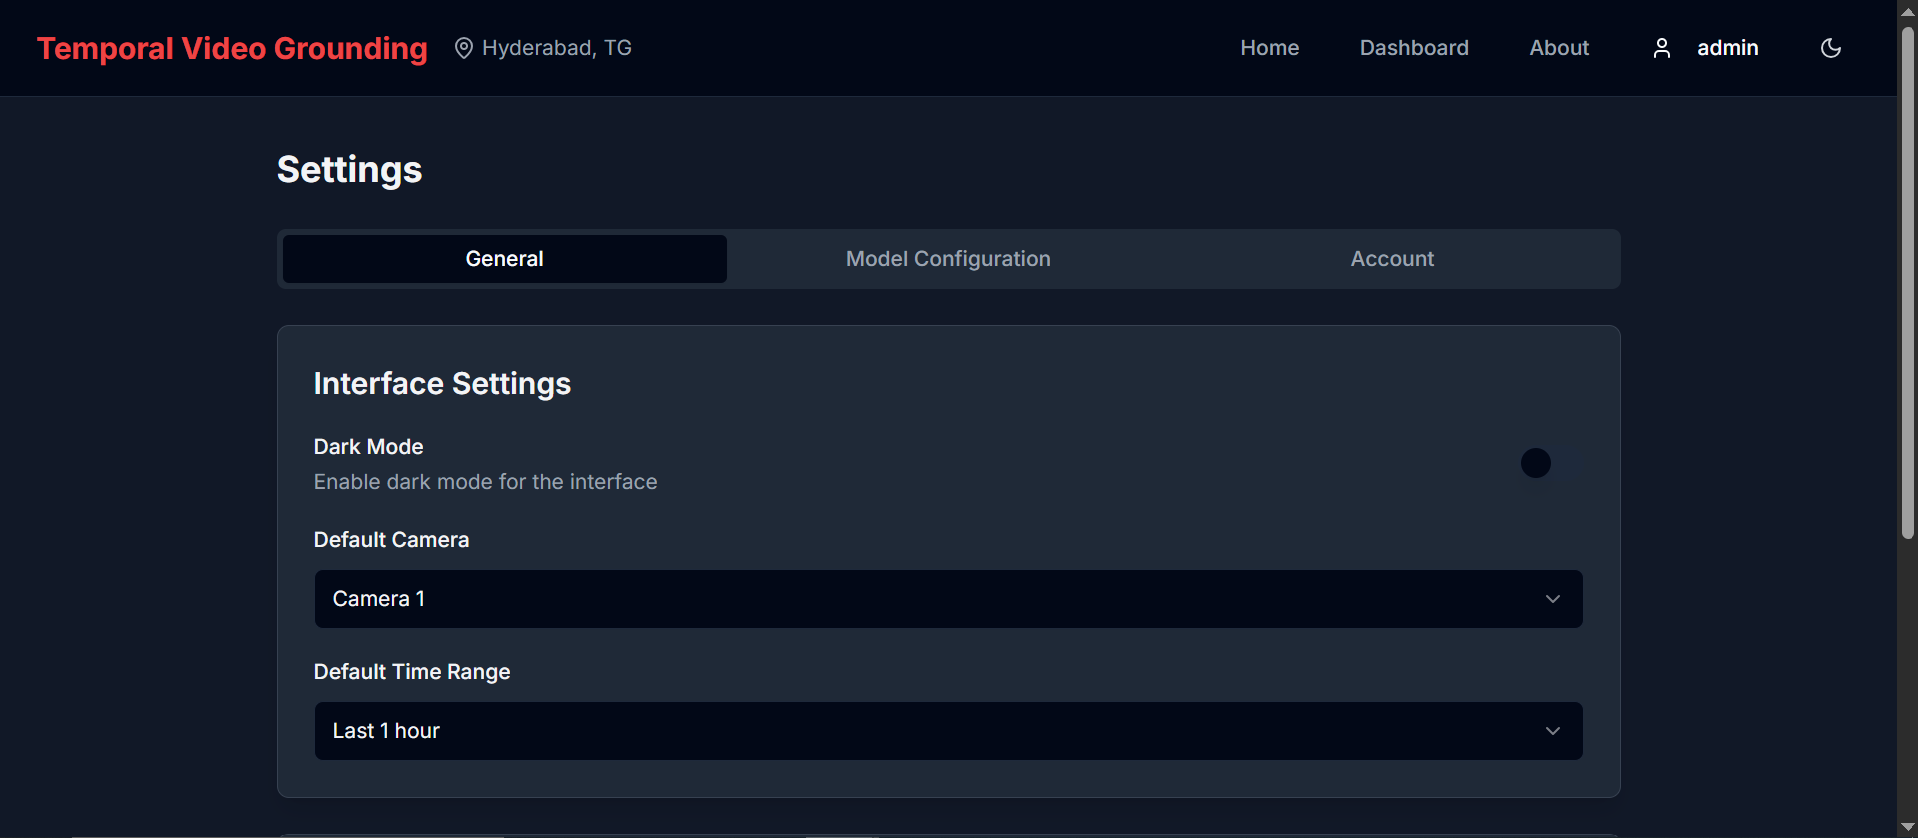 Temporal Video Grounding
Hyderabad, TG
Home
Dashboard
About
admin
Settings
General
Model Configuration
Account
Interface Settings
Dark Mode
Enable dark mode for the interface
Default Camera
Camera 1
Default Time Range
Last 1 hour